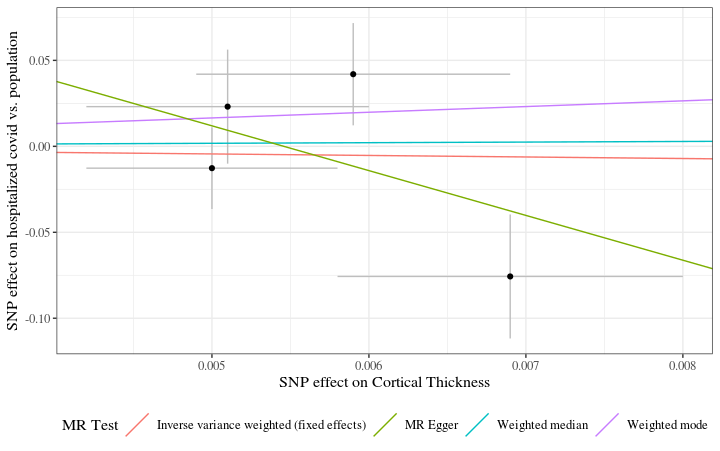 SNP effect on hospitalized covid vs. population
0.05
0.00
-0.05
-0.10
0.005
0.006
0.007
0.008
SNP effect on Cortical Thickness
MR Test
Inverse variance weighted (fixed effects)
MR Egger
Weighted median
Weighted mode